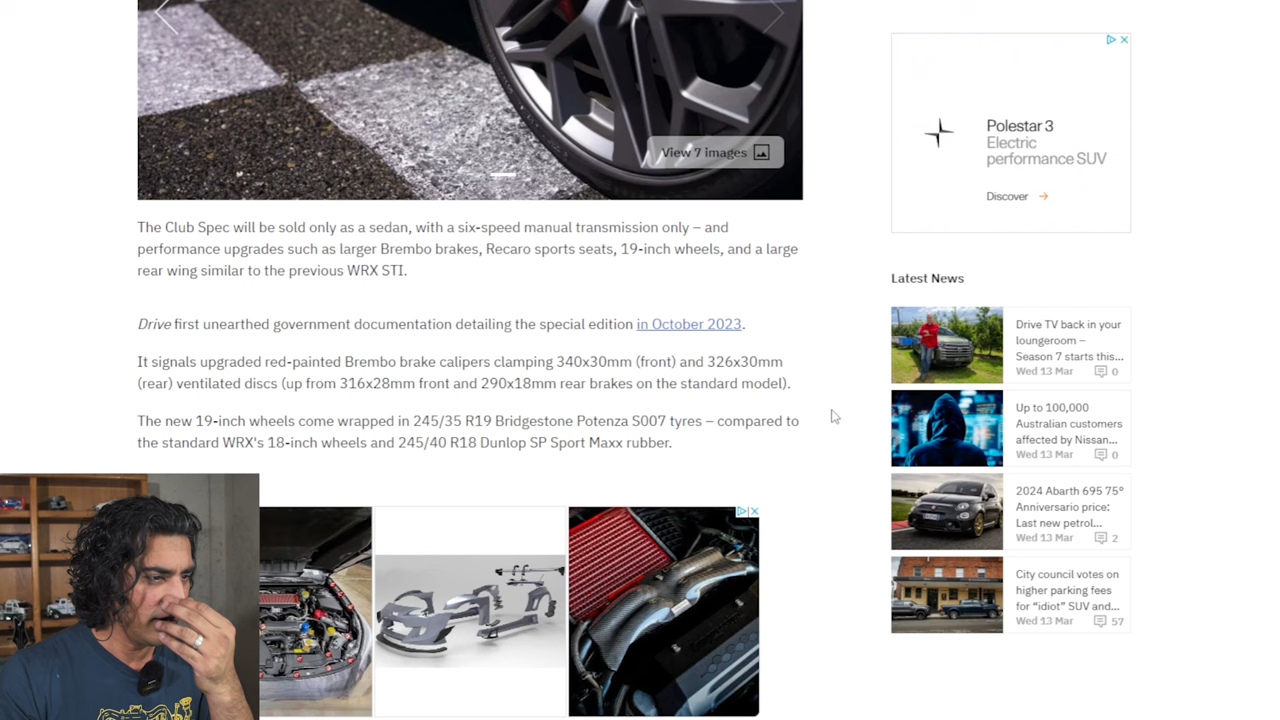 View 7 images
The Club Spec will be sold only as a sedan, with a six-speed manual transmission only – and
performance upgrades such as larger Brembo brakes, Recaro sports seats, 19-inch wheels, and a large
rear wing similar to the previous WRX STI.
Drive first unearthed government documentation detailing the special edition in October 2023.
It signals upgraded red-painted Brembo brake calipers clamping 340x30mm (front) and 326x30mm
(rear) ventilated discs (up from 316x28mm front and 290x18mm rear brakes on the standard model).
The new 19-inch wheels come wrapped in 245/35 R19 Bridgestone Potenza S007 tyres – compared to
the standard WRX's 18-inch wheels and 245/40 R18 Dunlop SP Sport Maxx rubber.
Polestar 3
Electric
performance SUV
Discover →
Latest News
Drive TV back in your
loungeroom –
Season 7 starts this...
Wed 13 Mar 0
Up to 100,000
Australian customers
affected by Nissan...
Wed 13 Mar 0
2024 Abarth 695 75°
Anniversario price:
Last new petrol...
Wed 13 Mar 2
City council votes on
higher parking fees
for “idiot” SUV and...
Wed 13 Mar 57